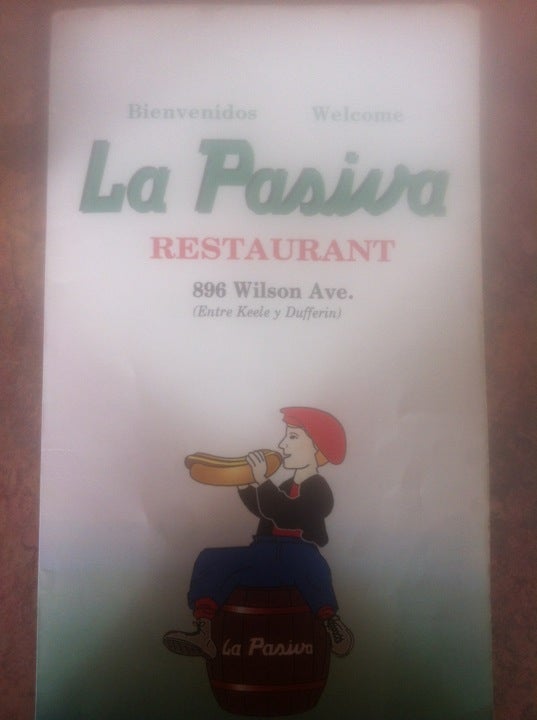 Bienvenidos Welcome
La Pasiva
RESTAURANT
896 Wilson Ave.
(Entre Keele y Dufferin)
La Pasiva